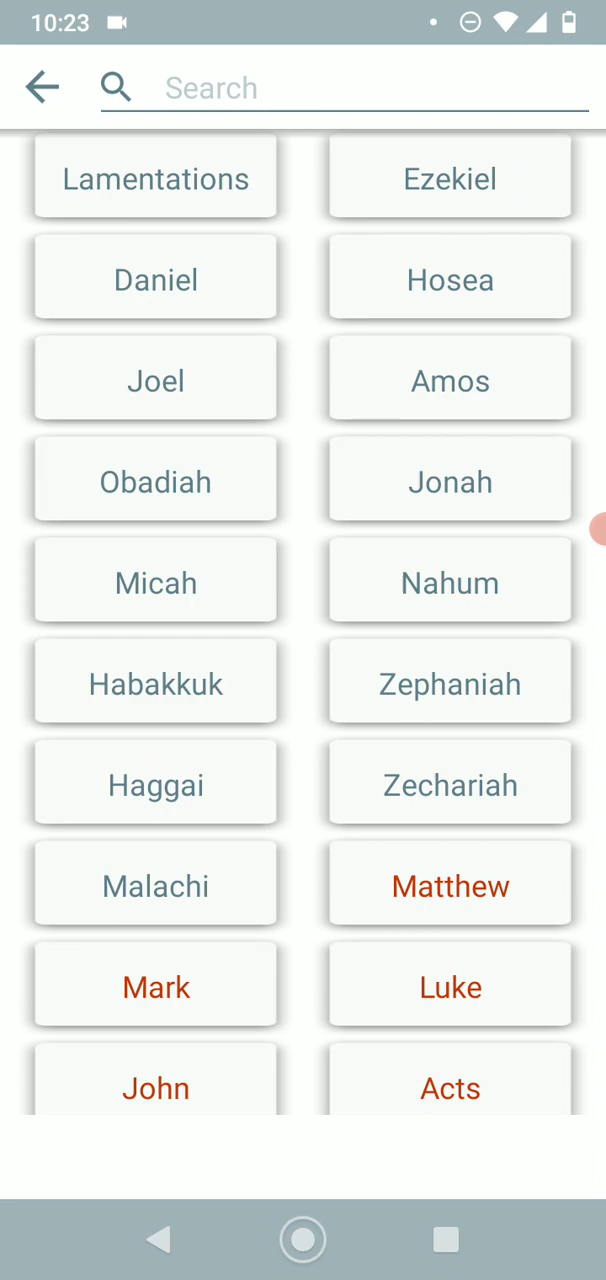 10:23
Search
Lamentations Ezekiel
Daniel Hosea
Joel Amos
Obadiah Jonah
Micah Nahum
Habakkuk Zephaniah
Haggai Zechariah
Malachi Matthew
Mark Luke
John Acts